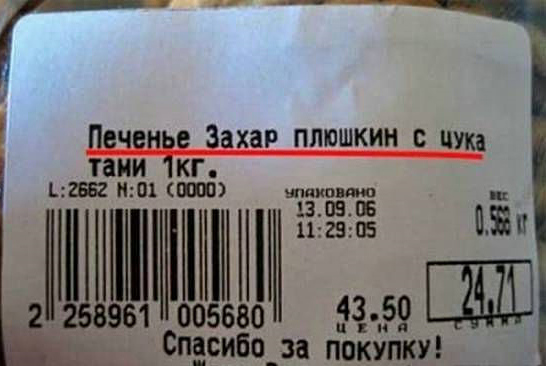 Печенье Захар плюшкин с цука
тами 1кг.
L:2662 N:01 (0000)
УПАКОВАНО
13.09.06
11:29:05
ВЕС
0.568 кг
2 258961 005680
43.50
ЦЕНА
24.71
СУММА
Спасибо за покупку!